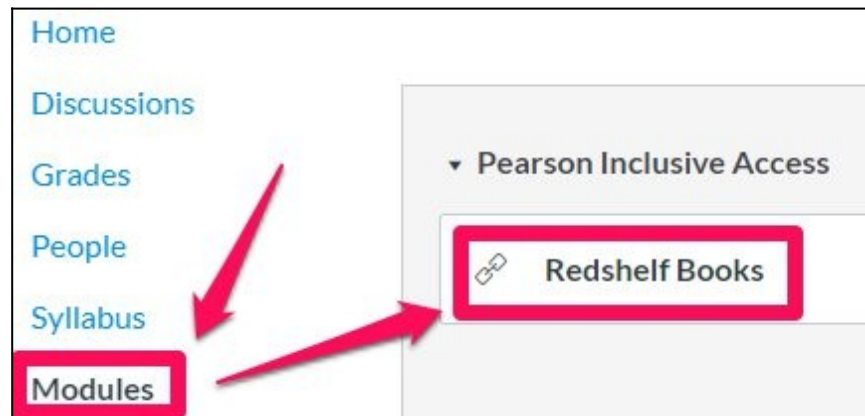 Home
Discussions
Grades
People
Syllabus
Modules
Pearson Inclusive Access
Redshelf Books